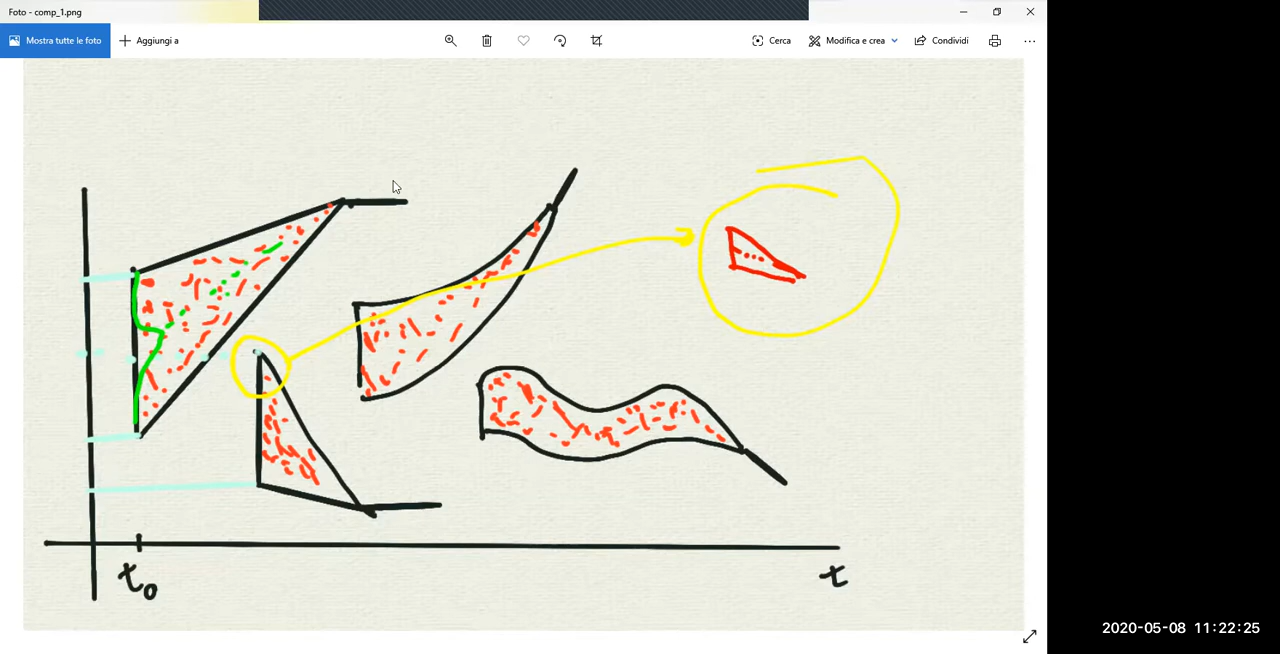 Foto - comp_1.png
Mostra tutte le foto
Aggiungi a
Cerca
Modifica e crea
Condividi
t₀
t
2020-05-08 11:22:25